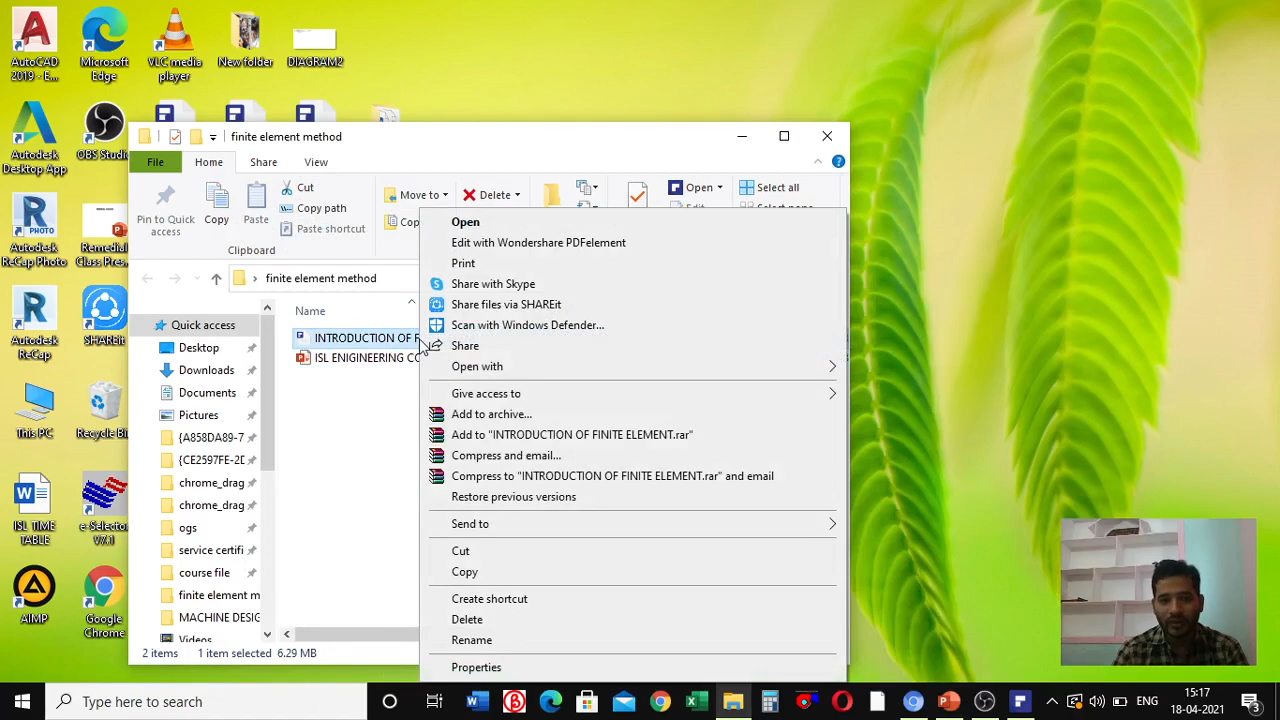 AutoCAD
2019 - E...
Microsoft
Edge
VLC media
player
New folder
DIAGRAM2
Autodesk
Desktop App
OBS Studio
Autodesk
ReCap Photo
Remedial
Class Pres...
Autodesk
ReCap
SHAREit
This PC
Recycle Bin
ISL TIME
TABLE
e-Selector
V7.1
AIMP
Google
Chrome
finite element method
File
Home
Share
View
Pin to Quick
access
Copy
Paste
Cut
Copy path
Paste shortcut
Clipboard
Move to
Delete
Open
Edit
Select all
finite element method
Name
Quick access
Desktop
Downloads
Documents
Pictures
{A858DA89-7
{CE2597FE-2D
chrome_drag
chrome_drag
ogs
service certifi
course file
finite element m
MACHINE DESIG
Videos
INTRODUCTION OF F
ISL ENIGINEERING CO
2 items
1 item selected
6.29 MB
Open
Edit with Wondershare PDFelement
Print
Share with Skype
Share files via SHAREit
Scan with Windows Defender...
Share
Open with
Give access to
Add to archive...
Add to "INTRODUCTION OF FINITE ELEMENT.rar"
Compress and email...
Compress to "INTRODUCTION OF FINITE ELEMENT.rar" and email
Restore previous versions
Send to
Cut
Copy
Create shortcut
Delete
Rename
Properties
Type here to search
ENG
15:17
18-04-2021
3